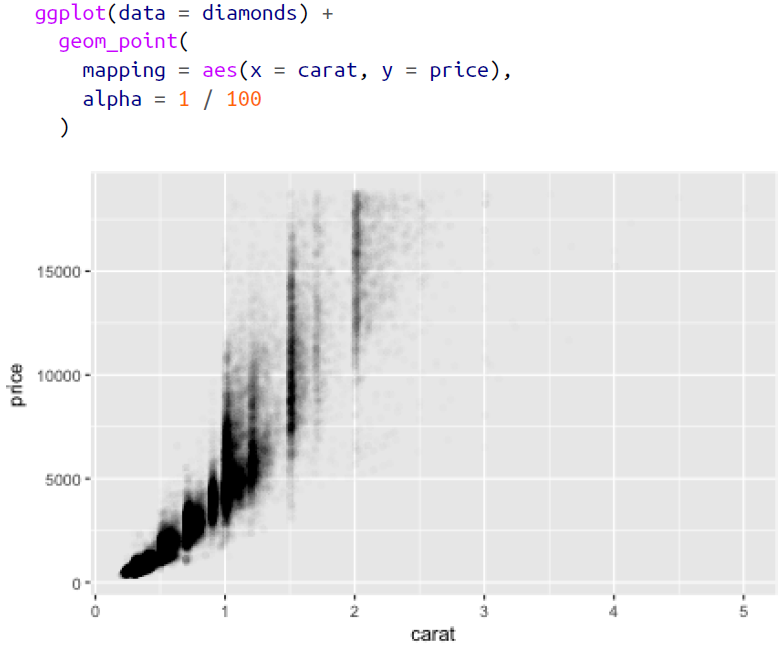 ggplot(data = diamonds) +
  geom_point(
    mapping = aes(x = carat, y = price),
    alpha = 1 / 100
  )
15000
10000
5000
0
price
0 1 2 3 4 5
carat